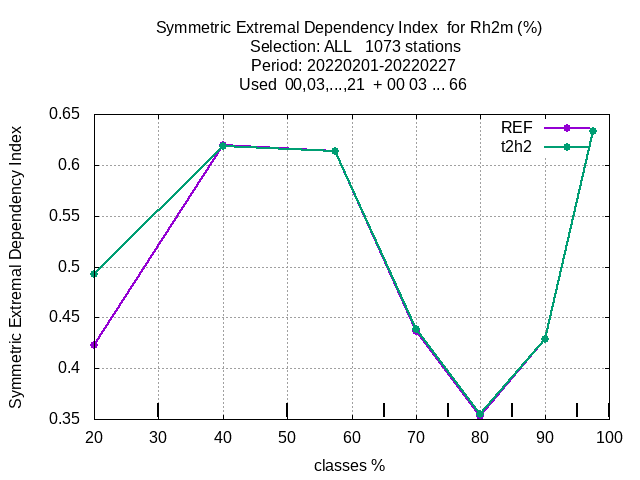 Symmetric Extremal Dependency Index  for Rh2m (%)
Selection: ALL   1073 stations
Period: 20220201-20220227
Used  00,03,...,21  + 00 03 ... 66
REF
t2h2
0.65
0.6
0.55
0.5
0.45
0.4
0.35
Symmetric Extremal Dependency Index
20 30 40 50 60 70 80 90 100
classes %